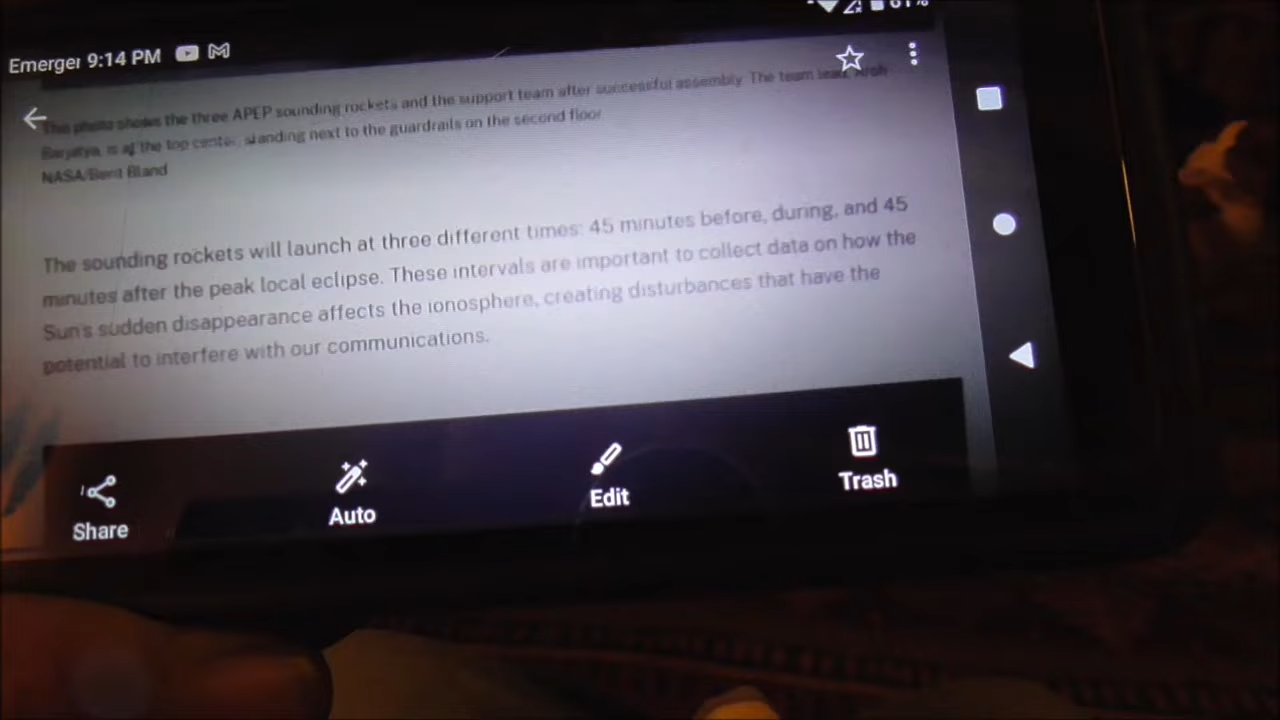 Emerger 9:14 PM
This photo shows the three APEP sounding rockets and the support team after successful assembly. The team lead, Aroh
Barjatya, is at the top center, standing next to the guardrails on the second floor.
NASA/Berit Bland
The sounding rockets will launch at three different times: 45 minutes before, during, and 45
minutes after the peak local eclipse. These intervals are important to collect data on how the
Sun's sudden disappearance affects the ionosphere, creating disturbances that have the
potential to interfere with our communications.
Share
Auto
Edit
Trash